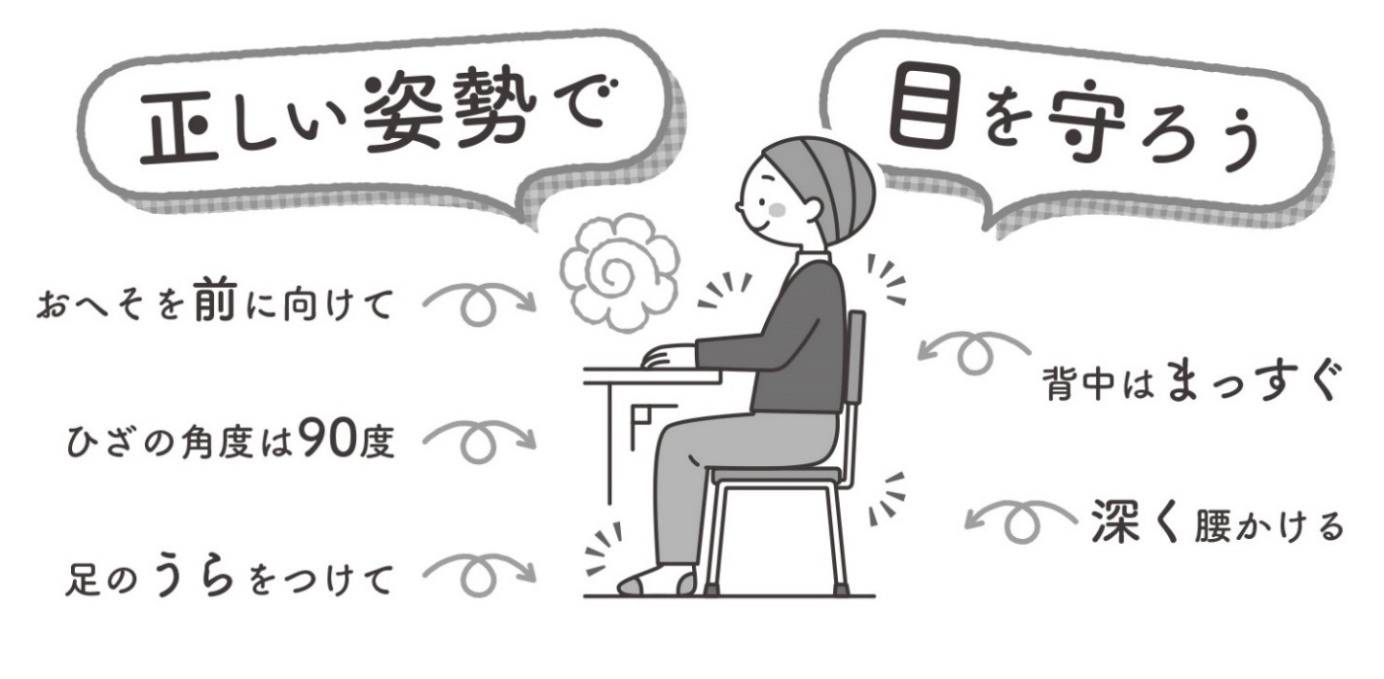 正しい姿勢で
目を守ろう
おへそを前に向けて
ひざの角度は90度
足のうらをつけて
背中はまっすぐ
深く腰かける